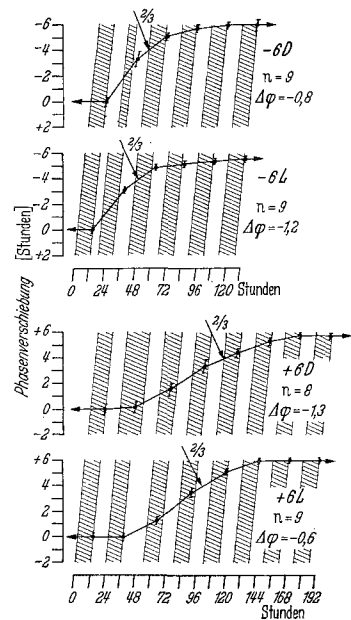 -6
-4
-2
0
+2
2/3
-6D
n=9
Δφ=-0,8
-6
-4
-2
0
+2
2/3
-6L
n=9
Δφ=-1,2
0 24 48 72 96 120 Stunden
Phasenverschiebung [Stunden]
+6
+4
+2
0
-2
2/3
+6D
n=8
Δφ=-1,3
+6
+4
+2
0
-2
2/3
+6L
n=9
Δφ=-0,6
0 24 48 72 96 120 144 168 192
Stunden